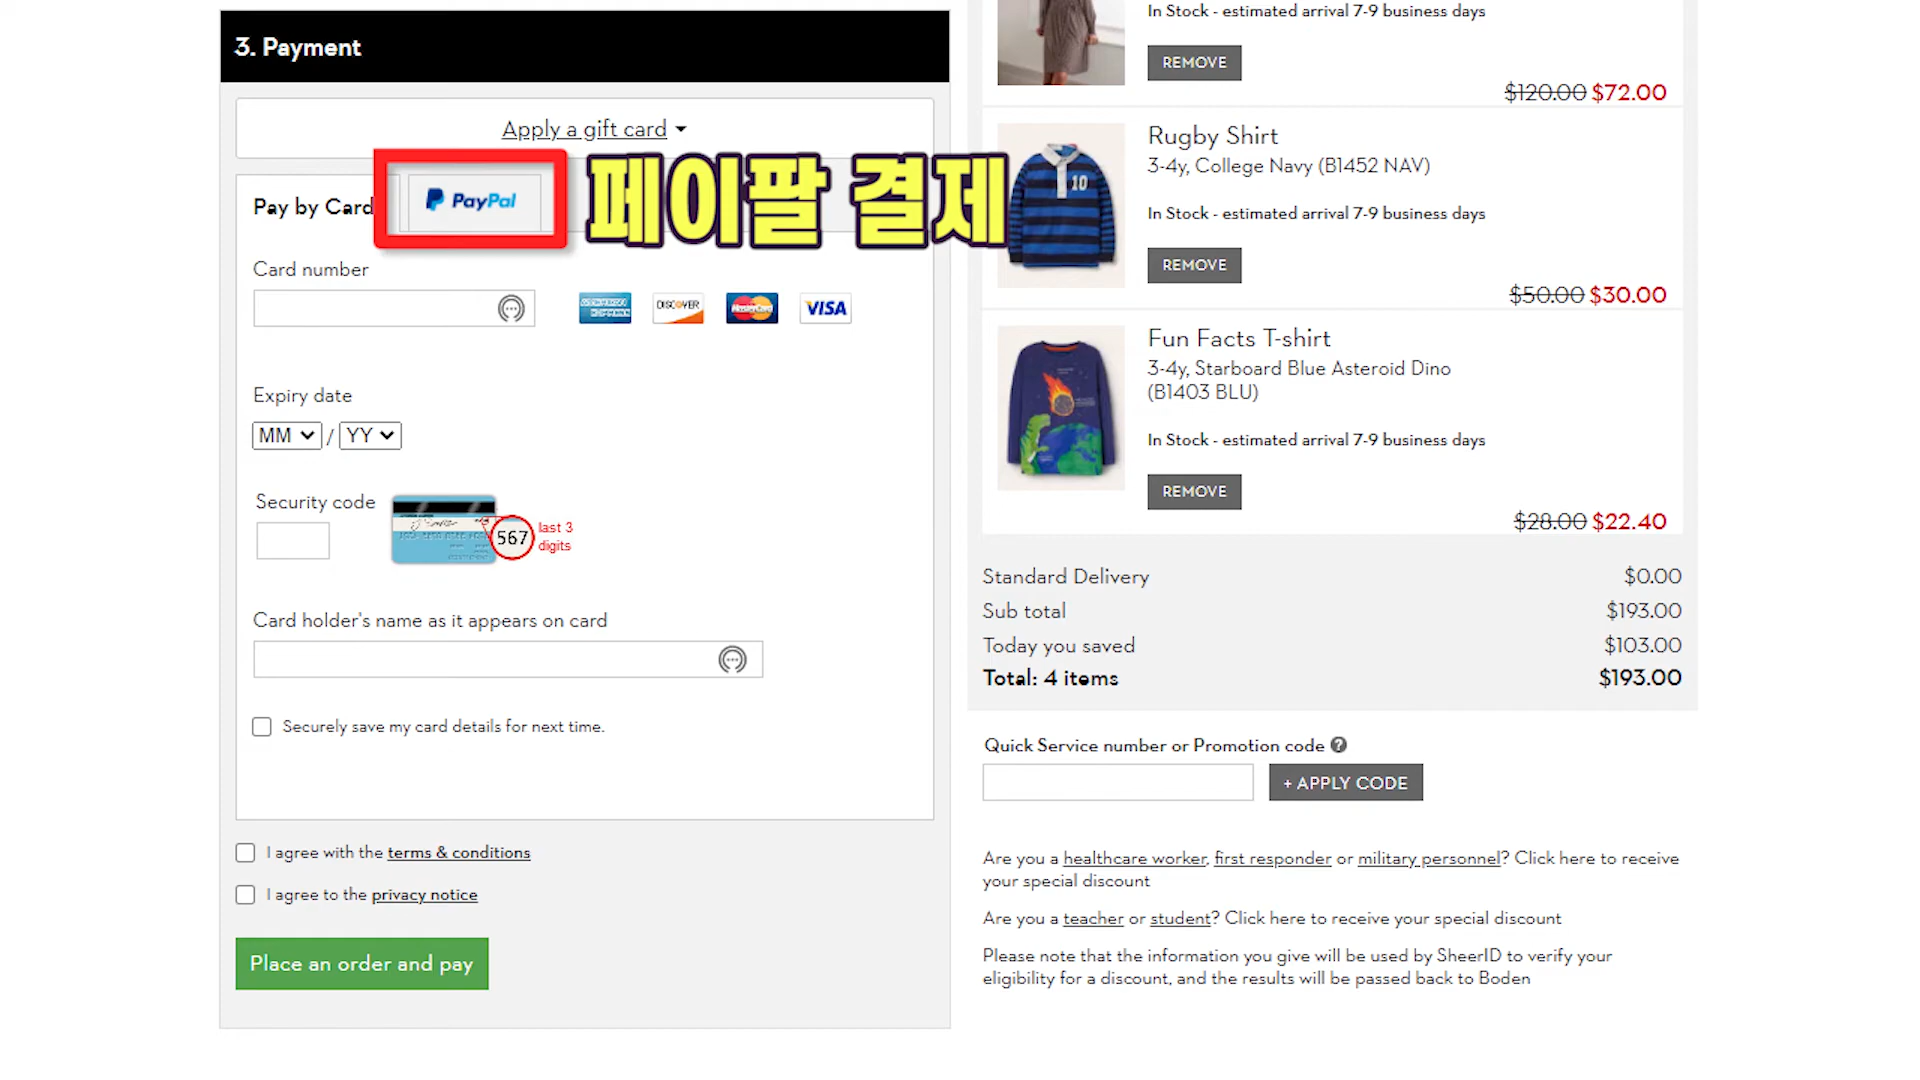 3. Payment
Apply a gift card
Pay by Card
PayPal
페이팔 결제
Card number
DISCOVER
MasterCard
VISA
Expiry date
MM / YY
Security code
567
last 3
digits
Card holder's name as it appears on card
Securely save my card details for next time.
I agree with the terms & conditions
I agree to the privacy notice
Place an order and pay
In Stock - estimated arrival 7-9 business days
REMOVE
$120.00 $72.00
10
Rugby Shirt
3-4y, College Navy (B1452 NAV)
In Stock - estimated arrival 7-9 business days
REMOVE
$50.00 $30.00
Fun Facts T-shirt
3-4y, Starboard Blue Asteroid Dino
(B1403 BLU)
In Stock - estimated arrival 7-9 business days
REMOVE
$28.00 $22.40
Standard Delivery $0.00
Sub total $193.00
Today you saved $103.00
Total: 4 items $193.00
Quick Service number or Promotion code ?
+ APPLY CODE
Are you a healthcare worker, first responder or military personnel? Click here to receive
your special discount
Are you a teacher or student? Click here to receive your special discount
Please note that the information you give will be used by SheerID to verify your
eligibility for a discount, and the results will be passed back to Boden